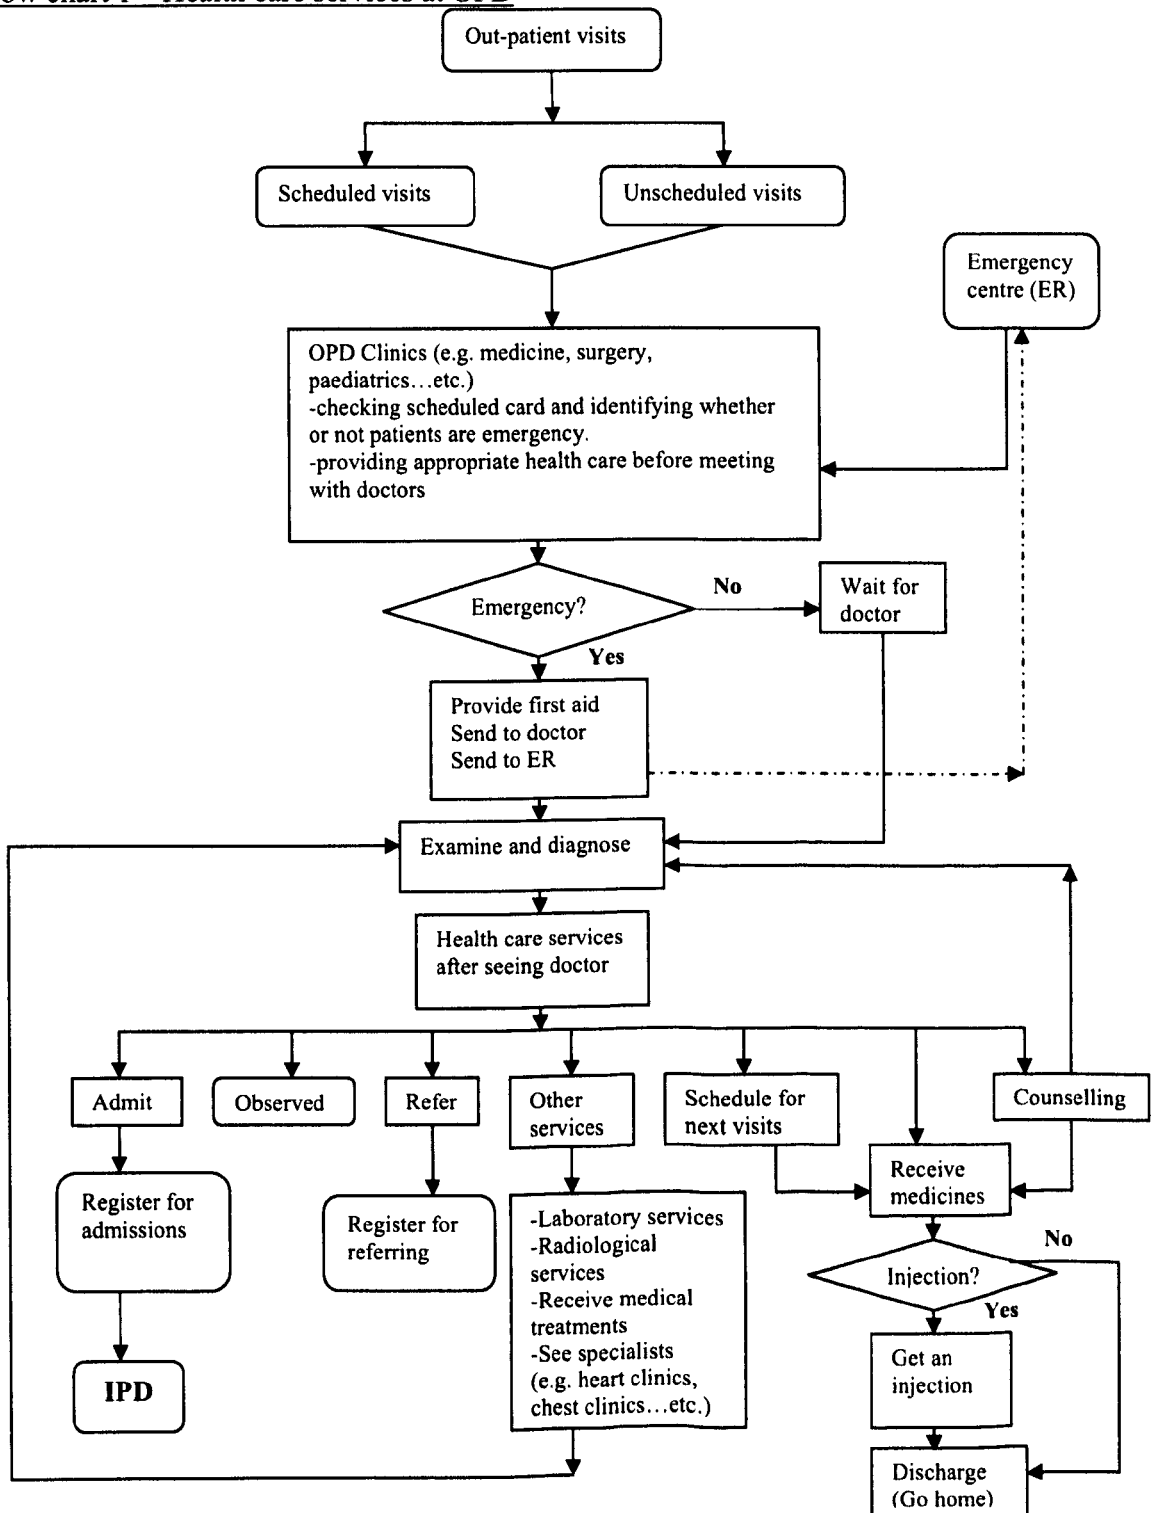 Out-patient visits
Scheduled visits
Unscheduled visits
Emergency
centre (ER)
OPD Clinics (e.g. medicine, surgery,
paediatrics...etc.)
-checking scheduled card and identifying whether
or not patients are emergency.
-providing appropriate health care before meeting
with doctors
Emergency?
No
Wait for
doctor
Yes
Provide first aid
Send to doctor
Send to ER
Examine and diagnose
Health care services
after seeing doctor
Admit
Observed
Refer
Other
services
Schedule for
next visits
Counselling
Receive
medicines
Register for
admissions
Register for
referring
-Laboratory services
-Radiological
services
-Receive medical
treatments
-See specialists
(e.g. heart clinics,
chest clinics...etc.)
No
Injection?
Yes
IPD
Get an
injection
Discharge
(Go home)